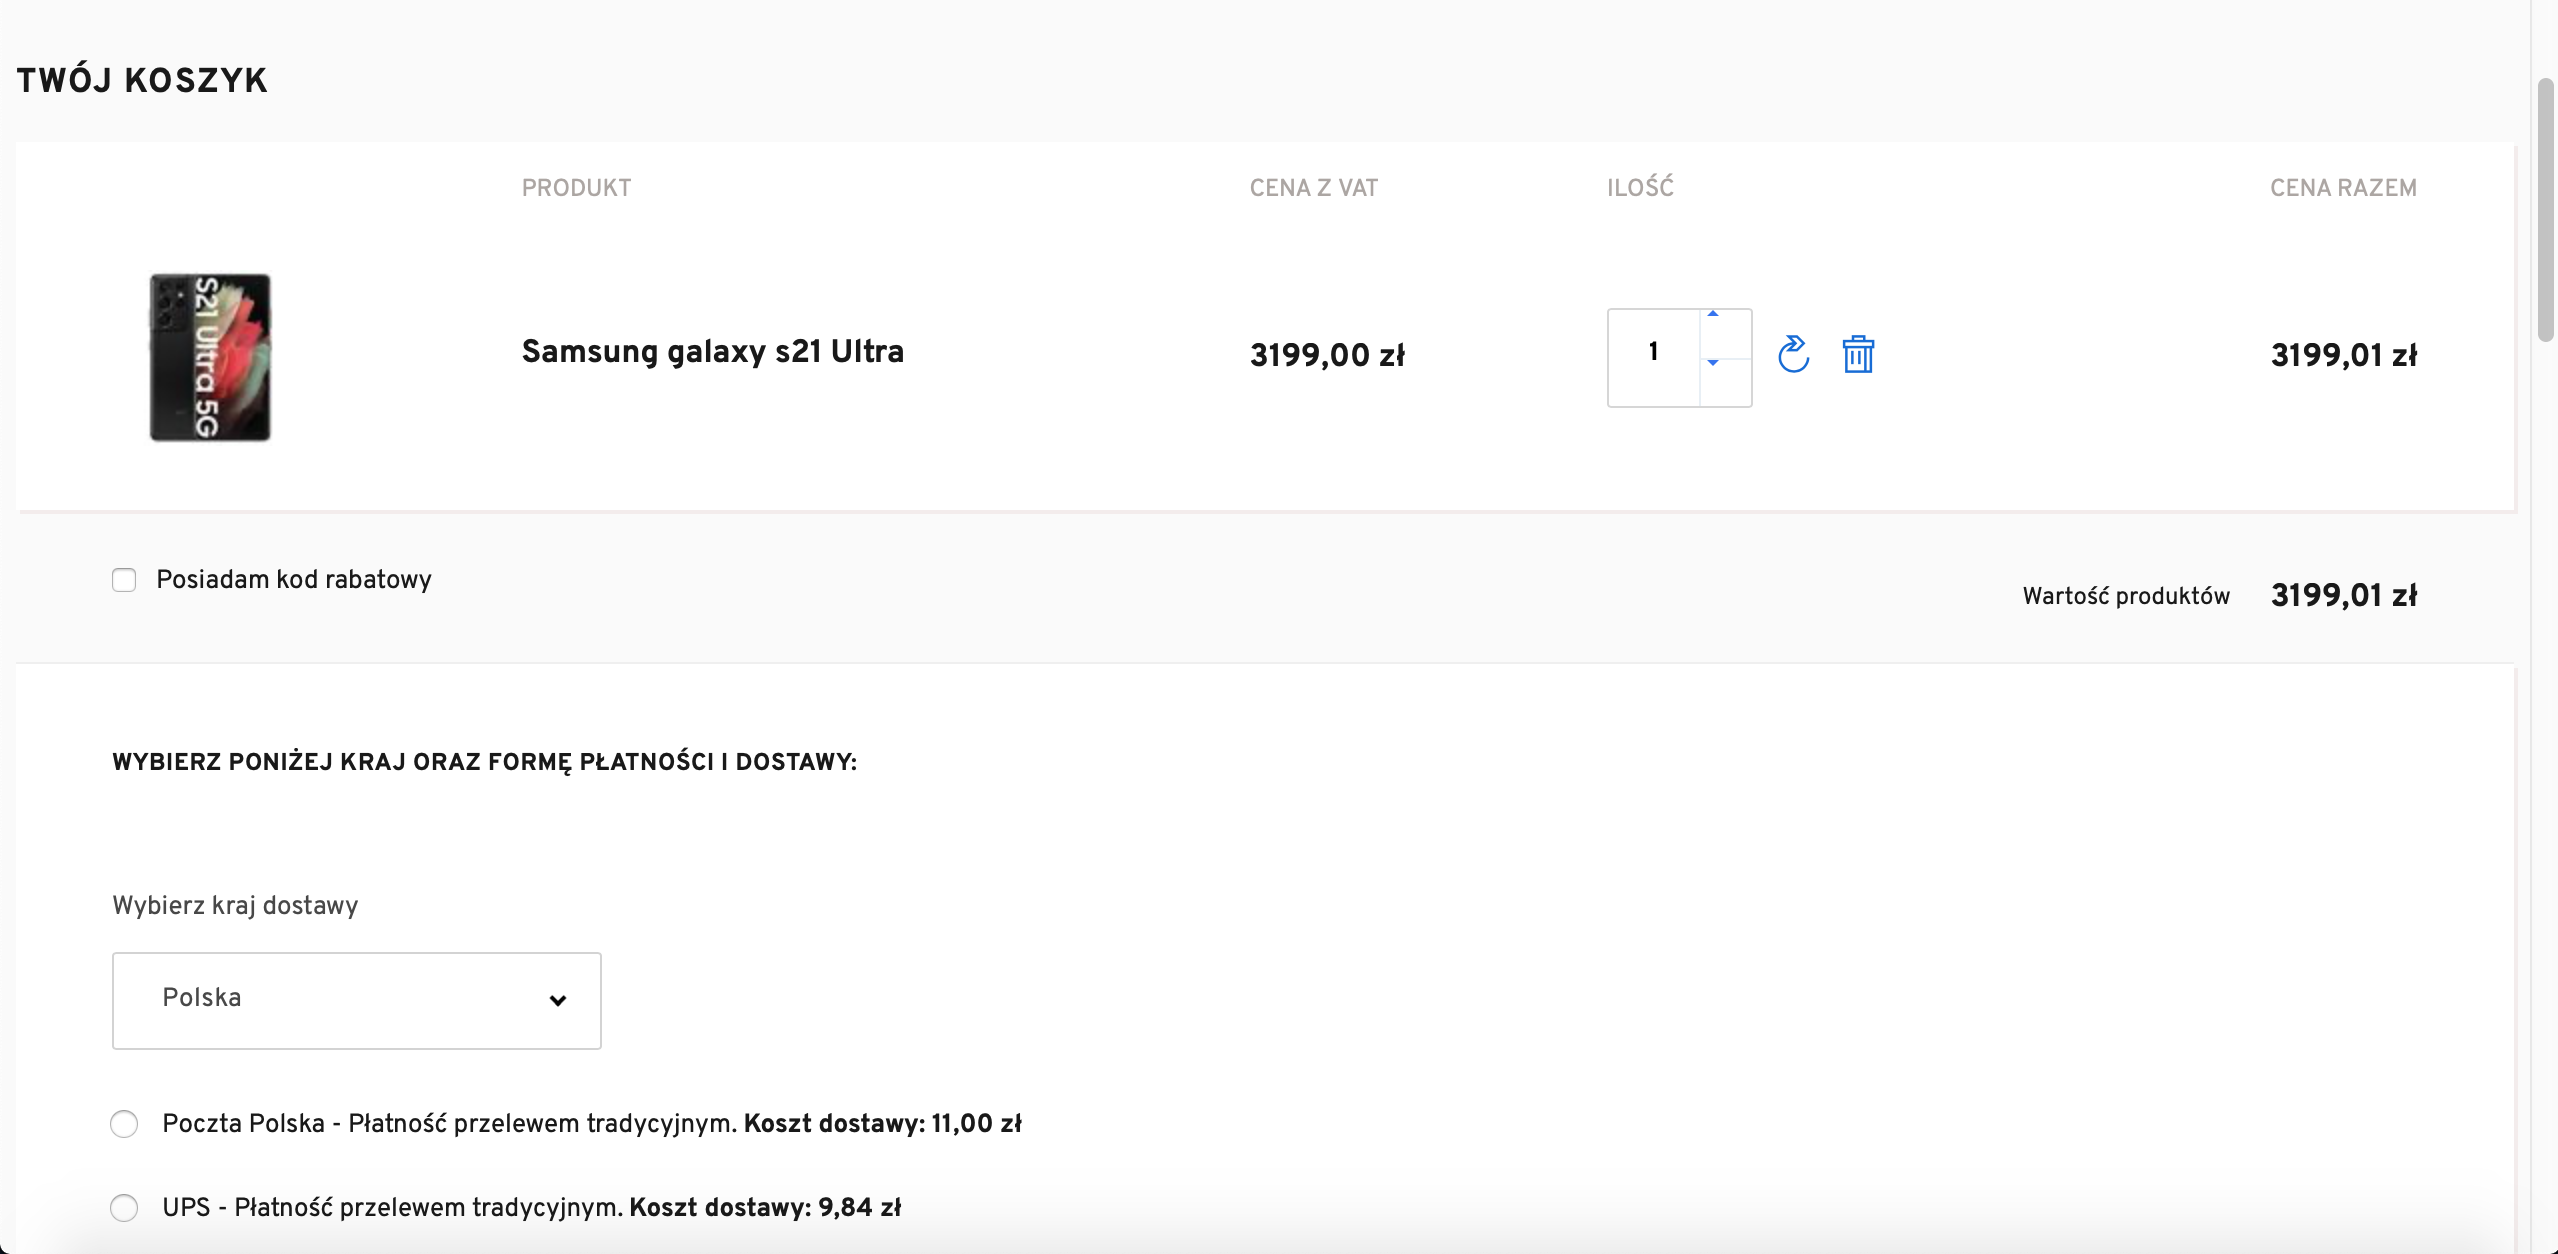 TWÓJ KOSZYK
PRODUKT CENA Z VAT ILOŚĆ CENA RAZEM
S21 Ultra 5G
Samsung galaxy s21 Ultra 3199,00 zł 1 3199,01 zł
Posiadam kod rabatowy
Wartość produktów 3199,01 zł
WYBIERZ PONIŻEJ KRAJ ORAZ FORMĘ PŁATNOŚCI I DOSTAWY:
Wybierz kraj dostawy
Polska
Poczta Polska - Płatność przelewem tradycyjnym. Koszt dostawy: 11,00 zł
UPS - Płatność przelewem tradycyjnym. Koszt dostawy: 9,84 zł